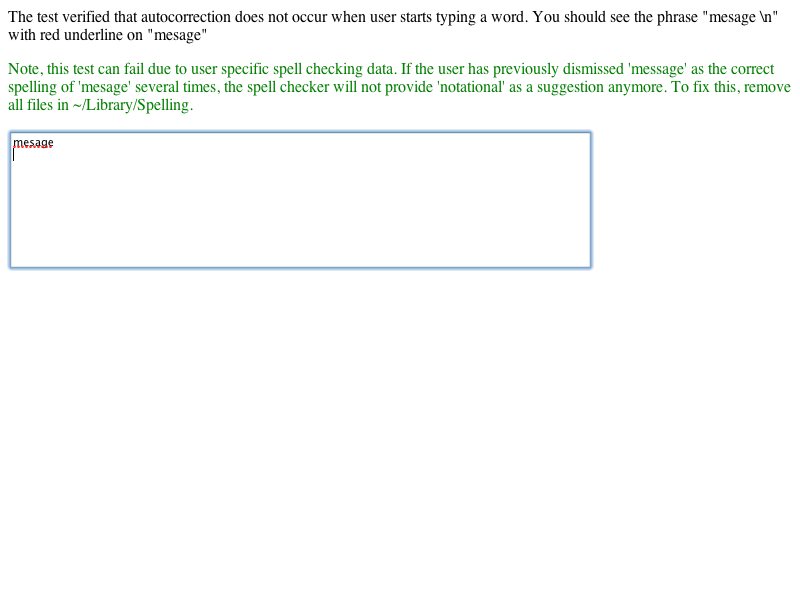 The test verified that autocorrection does not occur when user starts typing a word. You should see the phrase "mesage \n"
with red underline on "mesage"
Note, this test can fail due to user specific spell checking data. If the user has previously dismissed 'message' as the correct
spelling of 'mesage' several times, the spell checker will not provide 'notational' as a suggestion anymore. To fix this, remove
all files in ~/Library/Spelling.
mesage